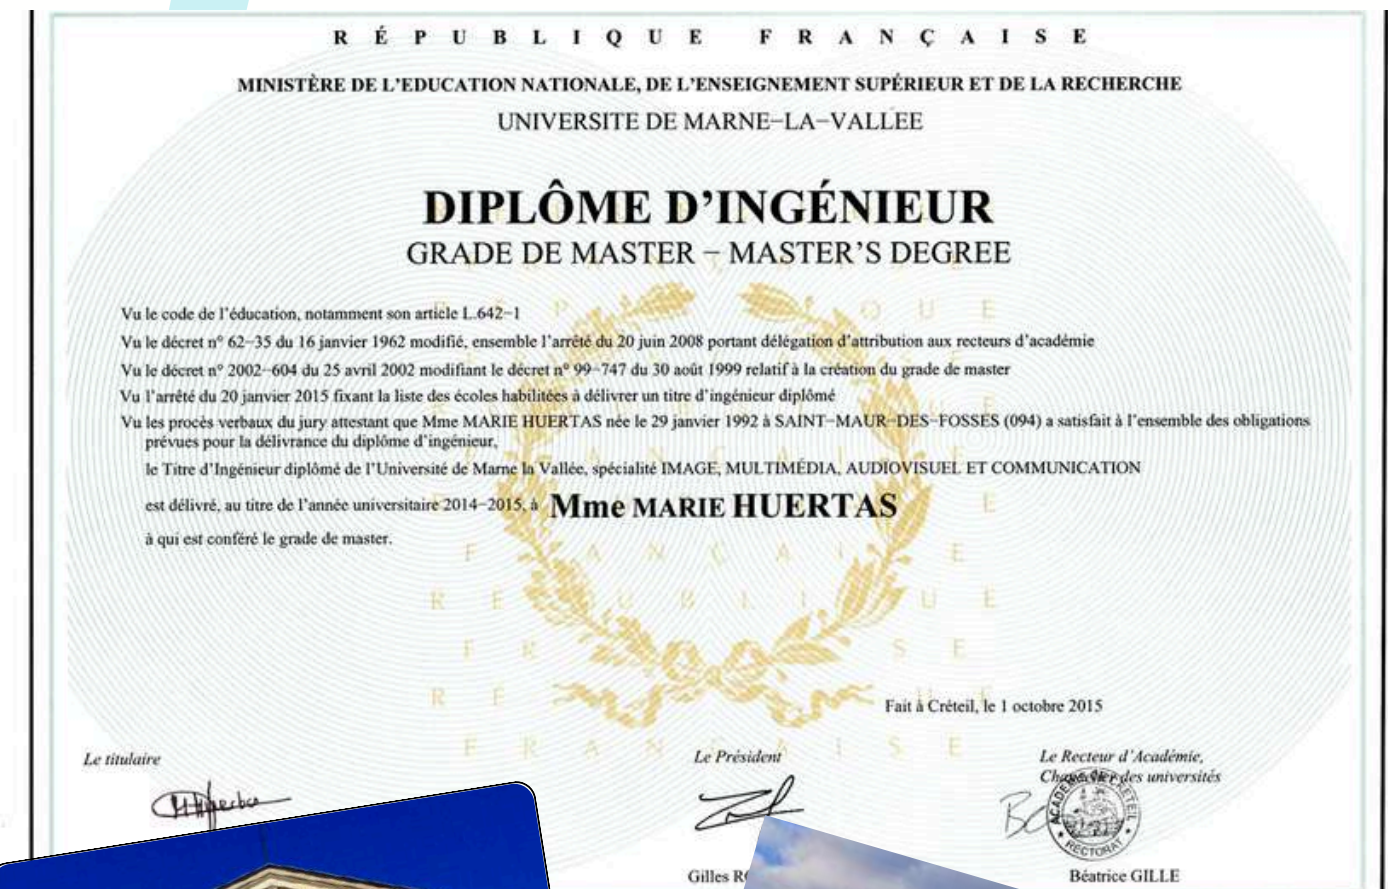 RÉPUBLIQUE FRANÇAISE
MINISTÈRE DE L'EDUCATION NATIONALE, DE L'ENSEIGNEMENT SUPÉRIEUR ET DE LA RECHERCHE
UNIVERSITE DE MARNE-LA-VALLEE
DIPLÔME D'INGÉNIEUR
GRADE DE MASTER – MASTER'S DEGREE
Vu le code de l'éducation, notamment son article L.642-1
Vu le décret n° 62-35 du 16 janvier 1962 modifié, ensemble l'arrêté du 20 juin 2008 portant délégation d'attribution aux recteurs d'académie
Vu le décret n° 2002-604 du 25 avril 2002 modifiant le décret n° 99-747 du 30 août 1999 relatif à la création du grade de master
Vu l'arrêté du 20 janvier 2015 fixant la liste des écoles habilitées à délivrer un titre d'ingénieur diplômé
Vu les procès verbaux du jury attestant que Mme MARIE HUERTAS née le 29 janvier 1992 à SAINT-MAUR-DES-FOSSES (094) a satisfait à l'ensemble des obligations
prévues pour la délivrance du diplôme d'ingénieur,
le Titre d'Ingénieur diplômé de l'Université de Marne la Vallée, spécialité IMAGE, MULTIMÉDIA, AUDIOVISUEL ET COMMUNICATION
est délivré, au titre de l'année universitaire 2014-2015, à Mme MARIE HUERTAS
à qui est conféré le grade de master.
Fait à Créteil, le 1 octobre 2015
Le titulaire
Le Président
Le Recteur d'Académie,
Chancelier des universités
ACADÉMIE DE CRETEIL
RECTORAT
Gilles
Béatrice GILLE